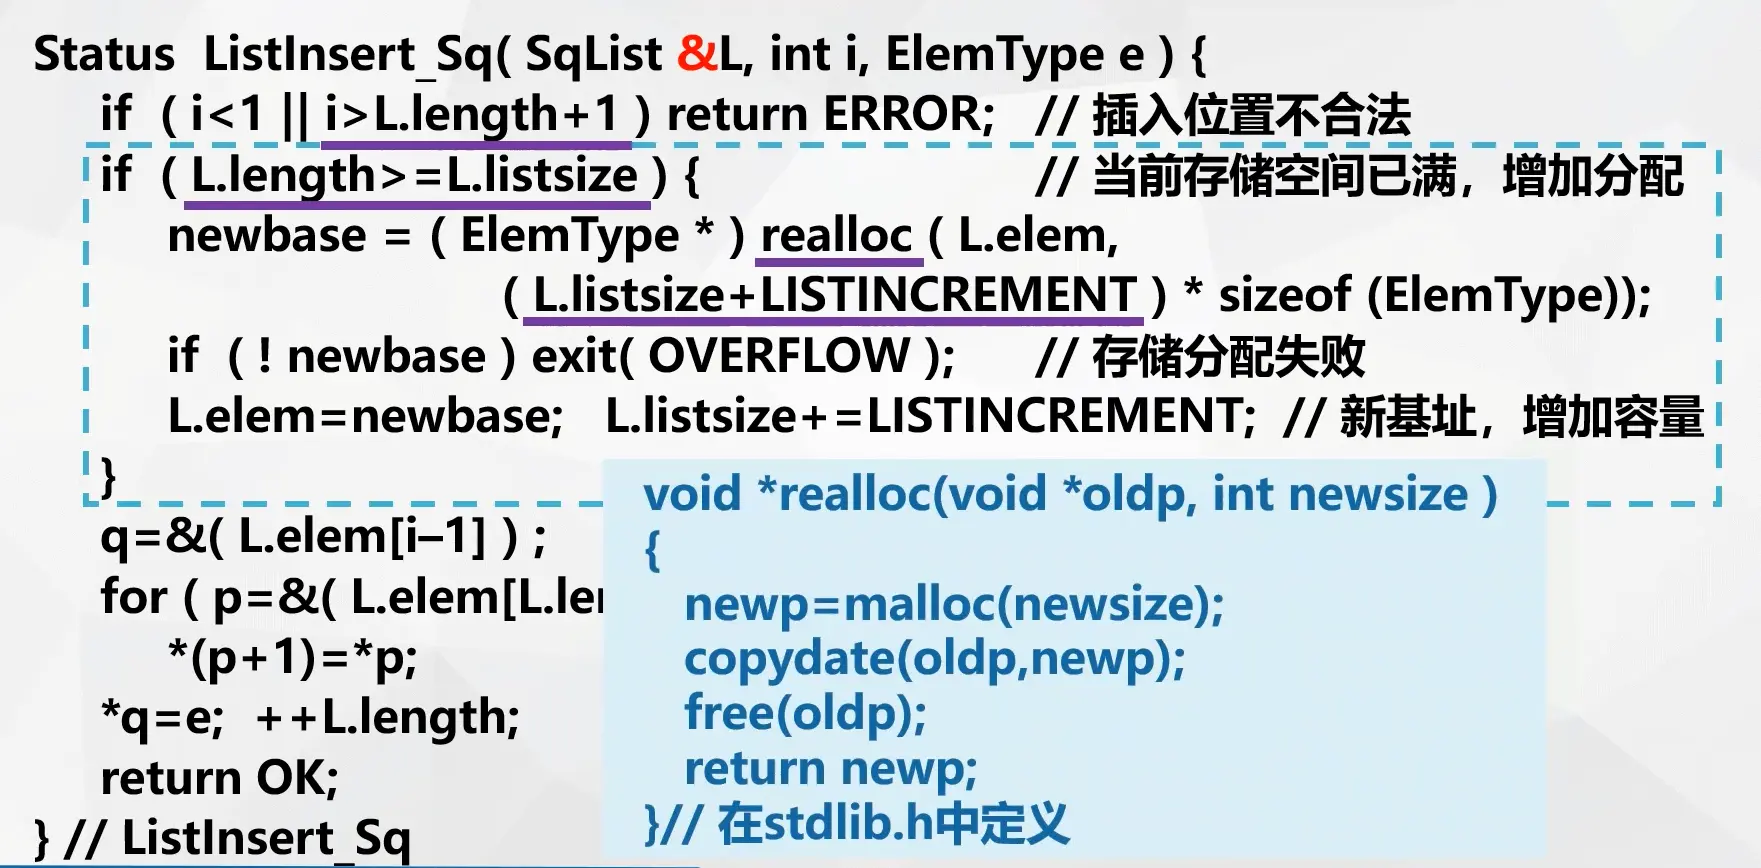 Status ListInsert_Sq( SqList &L, int i, ElemType e ) {
if ( i<1 || i>L.length+1 ) return ERROR; // 插入位置不合法
if ( L.length>=L.listsize ) { // 当前存储空间已满，增加分配
newbase = ( ElemType * ) realloc ( L.elem,
( L.listsize+LISTINCREMENT ) * sizeof (ElemType));
if ( ! newbase ) exit( OVERFLOW ); // 存储分配失败
L.elem=newbase; L.listsize+=LISTINCREMENT; // 新基址，增加容量
}
q=&( L.elem[i–1] ) ;
for ( p=&( L.elem[L.le
*(p+1)=*p;
*q=e; ++L.length;
return OK;
} // ListInsert_Sq
void *realloc(void *oldp, int newsize )
{
newp=malloc(newsize);
copydate(oldp,newp);
free(oldp);
return newp;
}// 在stdlib.h中定义